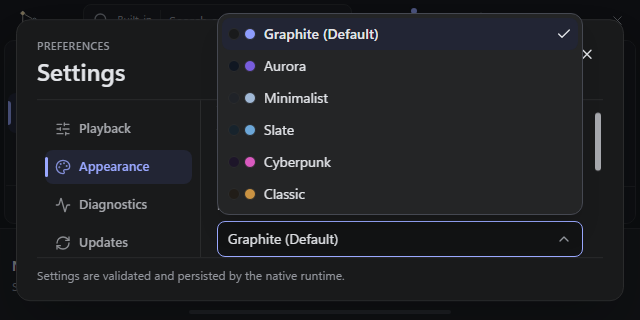 PREFERENCES
Settings
Playback
Appearance
Diagnostics
Updates
Graphite (Default)
Aurora
Minimalist
Slate
Cyberpunk
Classic
Graphite (Default)
Settings are validated and persisted by the native runtime.